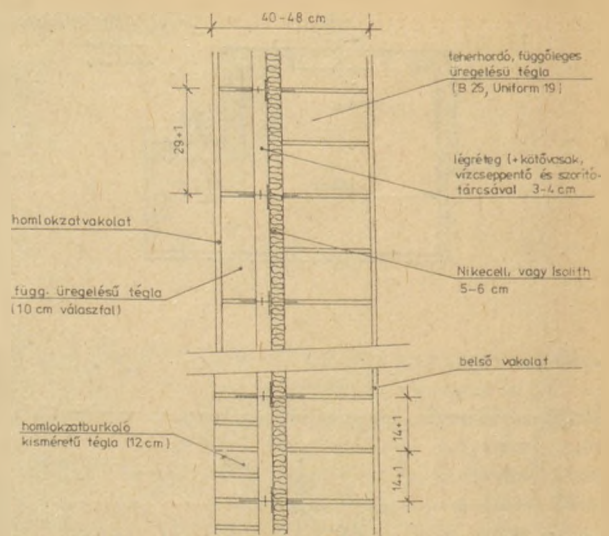 40-48 cm
teherhordó, függőleges
üregelésű tégla
(B 25, Uniform 19)
29+1
légréteg (+kötővasak,
vízcseppentő és szorító-
tárcsával 3-4 cm
homlokzatvakolat
Nikecell, vagy Isolith
5-6 cm
függ. üregelésű tégla
(10 cm válaszfal)
belső vakolat
homlokzatburkoló
kisméretű tégla (12 cm)
14+1
14+1